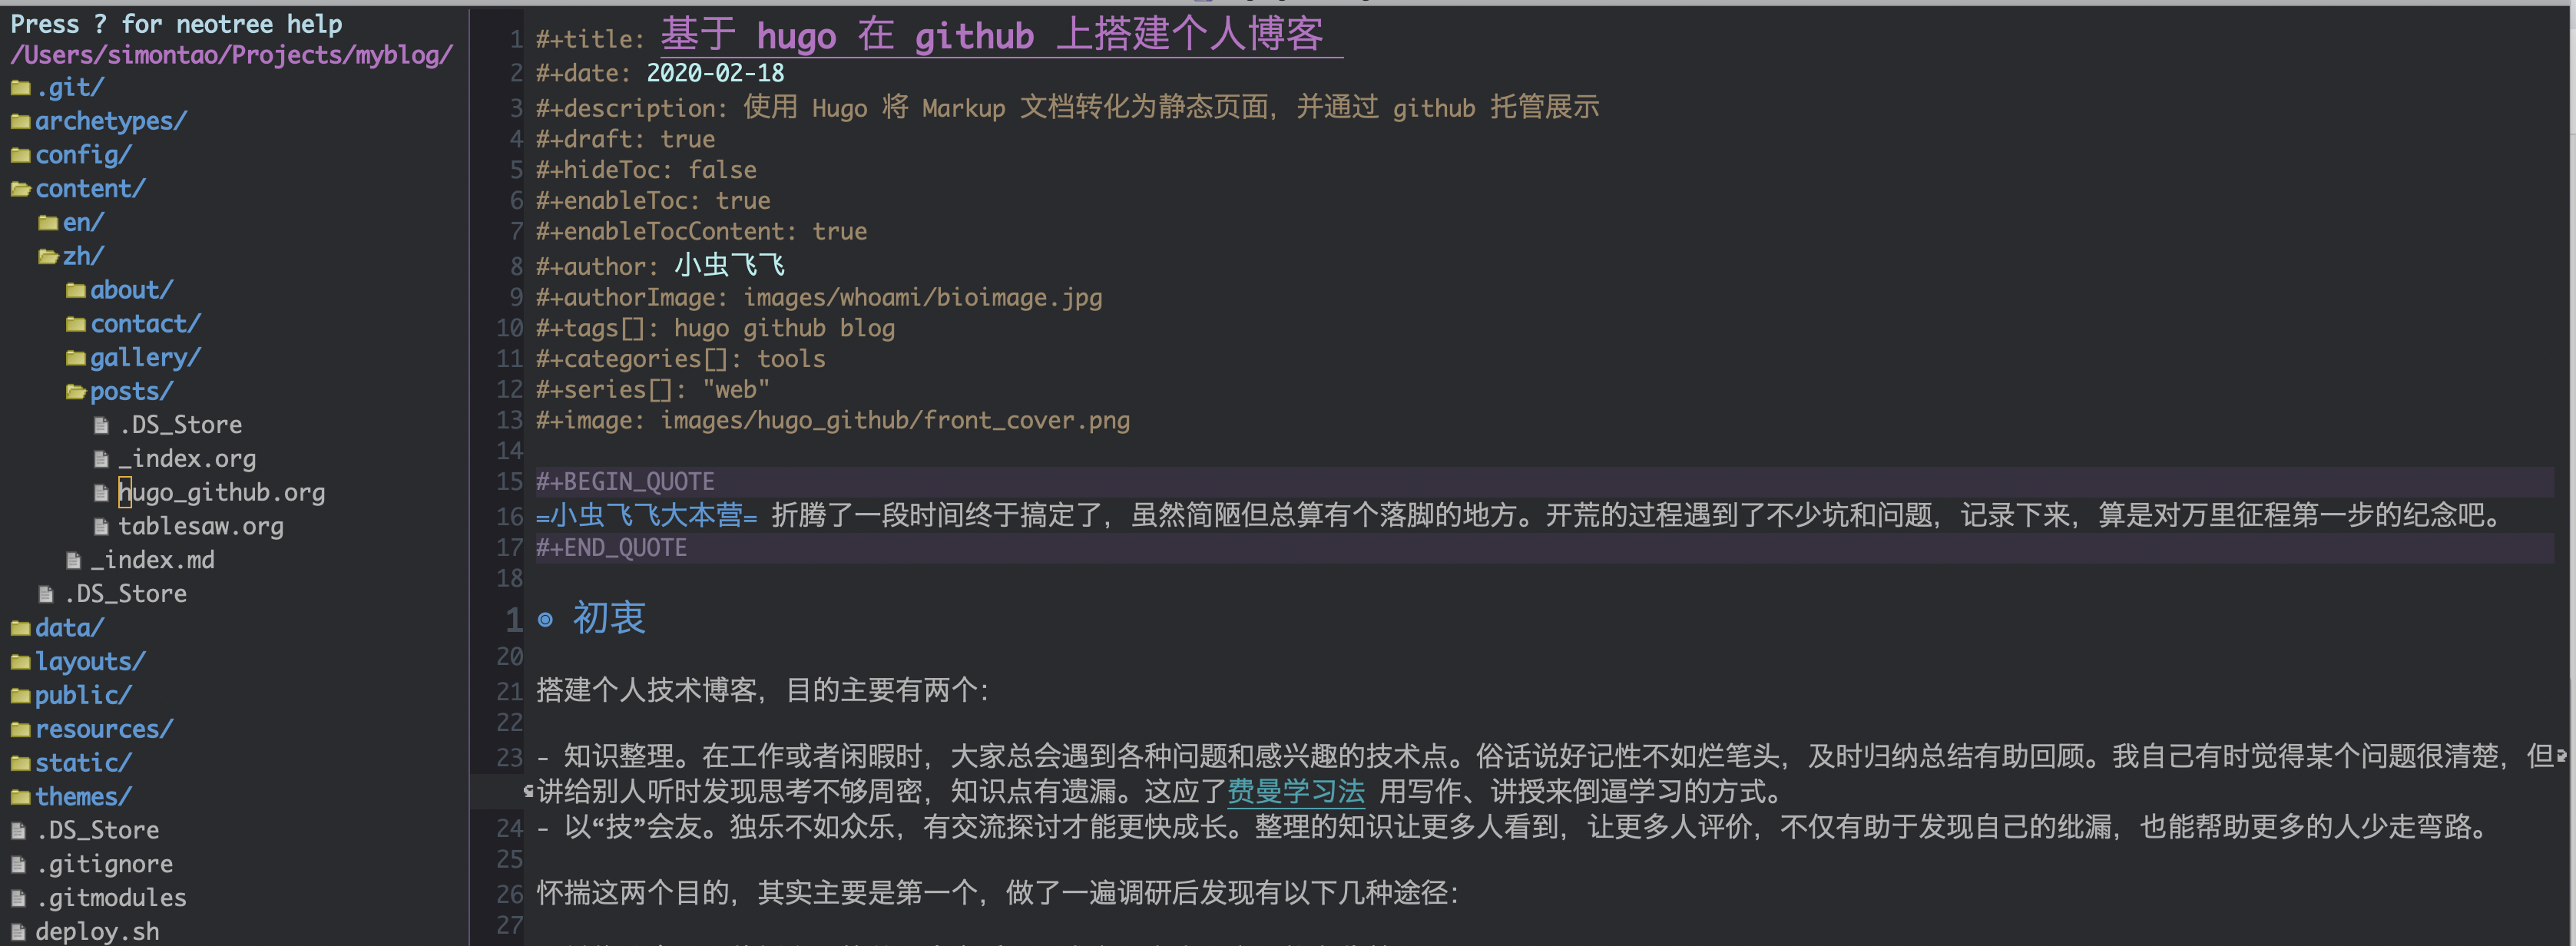 Press ? for neotree help
/Users/simontao/Projects/myblog/
.git/
archetypes/
config/
content/
en/
zh/
about/
contact/
gallery/
posts/
.DS_Store
_index.org
hugo_github.org
tablesaw.org
_index.md
.DS_Store
data/
layouts/
public/
resources/
static/
themes/
.DS_Store
.gitignore
.gitmodules
deploy.sh
1 #+title: 基于 hugo 在 github 上搭建个人博客
2 #+date: 2020-02-18
3 #+description: 使用 Hugo 将 Markup 文档转化为静态页面，并通过 github 托管展示
4 #+draft: true
5 #+hideToc: false
6 #+enableToc: true
7 #+enableTocContent: true
8 #+author: 小虫飞飞
9 #+authorImage: images/whoami/bioimage.jpg
10 #+tags[]: hugo github blog
11 #+categories[]: tools
12 #+series[]: "web"
13 #+image: images/hugo_github/front_cover.png
14
15 #+BEGIN_QUOTE
16 =小虫飞飞大本营= 折腾了一段时间终于搞定了，虽然简陋但总算有个落脚的地方。开荒的过程遇到了不少坑和问题，记录下来，算是对万里征程第一步的纪念吧。
17 #+END_QUOTE
18
1 初衷
20
21 搭建个人技术博客，目的主要有两个：
22
23 - 知识整理。在工作或者闲暇时，大家总会遇到各种问题和感兴趣的技术点。俗话说好记性不如烂笔头，及时归纳总结有助回顾。我自己有时觉得某个问题很清楚，但
讲给别人听时发现思考不够周密，知识点有遗漏。这应了费曼学习法 用写作、讲授来倒逼学习的方式。
24 - 以“技”会友。独乐不如众乐，有交流探讨才能更快成长。整理的知识让更多人看到，让更多人评价，不仅有助于发现自己的纰漏，也能帮助更多的人少走弯路。
25
26 怀揣这两个目的，其实主要是第一个，做了一遍调研后发现有以下几种途径：
27